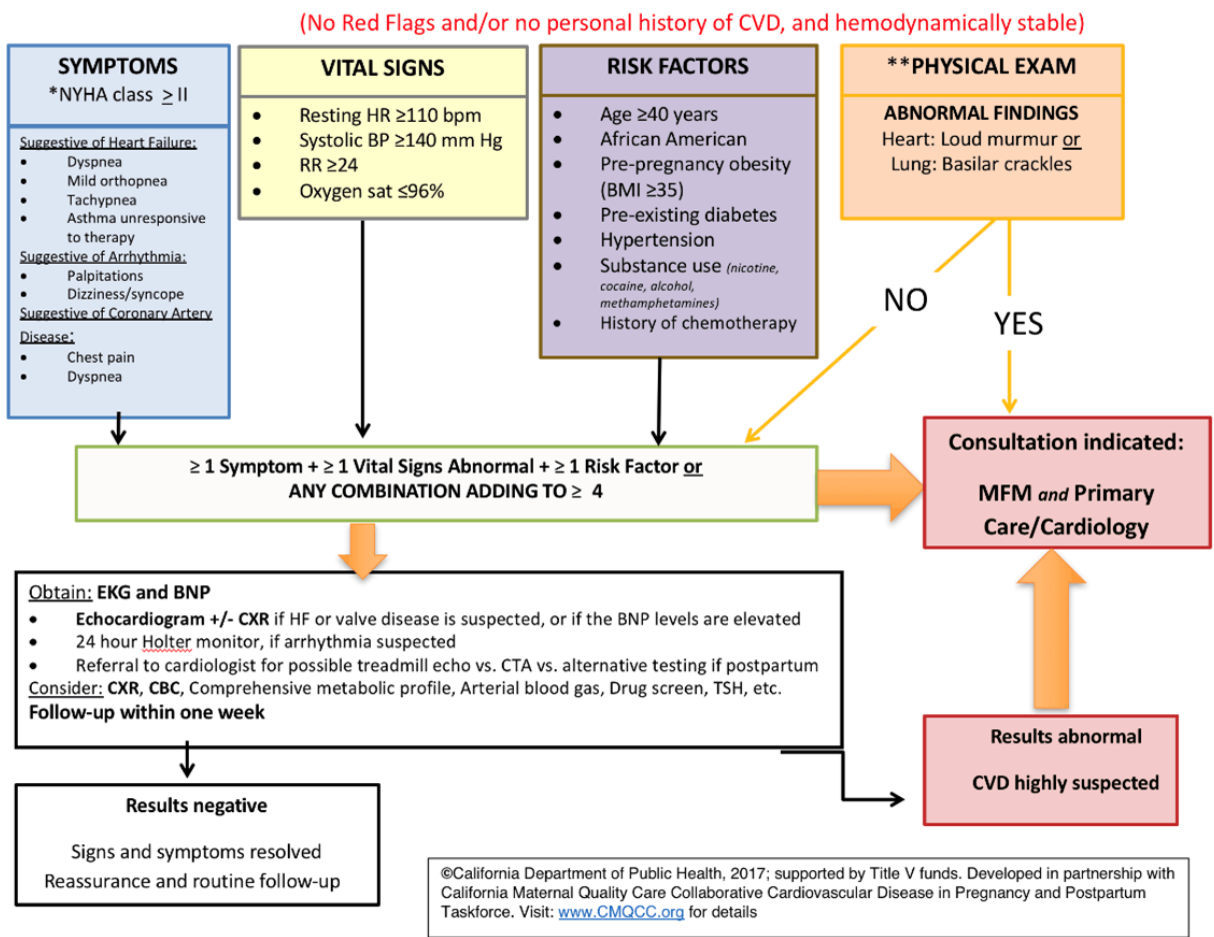 (No Red Flags and/or no personal history of CVD, and hemodynamically stable)
SYMPTOMS
*NYHA class ≥ II
Suggestive of Heart Failure:
• Dyspnea
• Mild orthopnea
• Tachypnea
• Asthma unresponsive
to therapy
Suggestive of Arrhythmia:
• Palpitations
• Dizziness/syncope
Suggestive of Coronary Artery
Disease:
• Chest pain
• Dyspnea
VITAL SIGNS
• Resting HR ≥110 bpm
• Systolic BP ≥140 mm Hg
• RR ≥24
• Oxygen sat ≤96%
RISK FACTORS
• Age ≥40 years
• African American
• Pre-pregnancy obesity
(BMI ≥35)
• Pre-existing diabetes
• Hypertension
• Substance use (nicotine,
cocaine, alcohol,
methamphetamines)
• History of chemotherapy
**PHYSICAL EXAM
ABNORMAL FINDINGS
Heart: Loud murmur or
Lung: Basilar crackles
NO
YES
≥ 1 Symptom + ≥ 1 Vital Signs Abnormal + ≥ 1 Risk Factor or
ANY COMBINATION ADDING TO ≥ 4
Consultation indicated:
MFM and Primary
Care/Cardiology
Obtain: EKG and BNP
• Echocardiogram +/- CXR if HF or valve disease is suspected, or if the BNP levels are elevated
• 24 hour Holter monitor, if arrhythmia suspected
• Referral to cardiologist for possible treadmill echo vs. CTA vs. alternative testing if postpartum
Consider: CXR, CBC, Comprehensive metabolic profile, Arterial blood gas, Drug screen, TSH, etc.
Follow-up within one week
Results abnormal
CVD highly suspected
Results negative
Signs and symptoms resolved
Reassurance and routine follow-up
©California Department of Public Health, 2017; supported by Title V funds. Developed in partnership with
California Maternal Quality Care Collaborative Cardiovascular Disease in Pregnancy and Postpartum
Taskforce. Visit: www.CMQCC.org for details